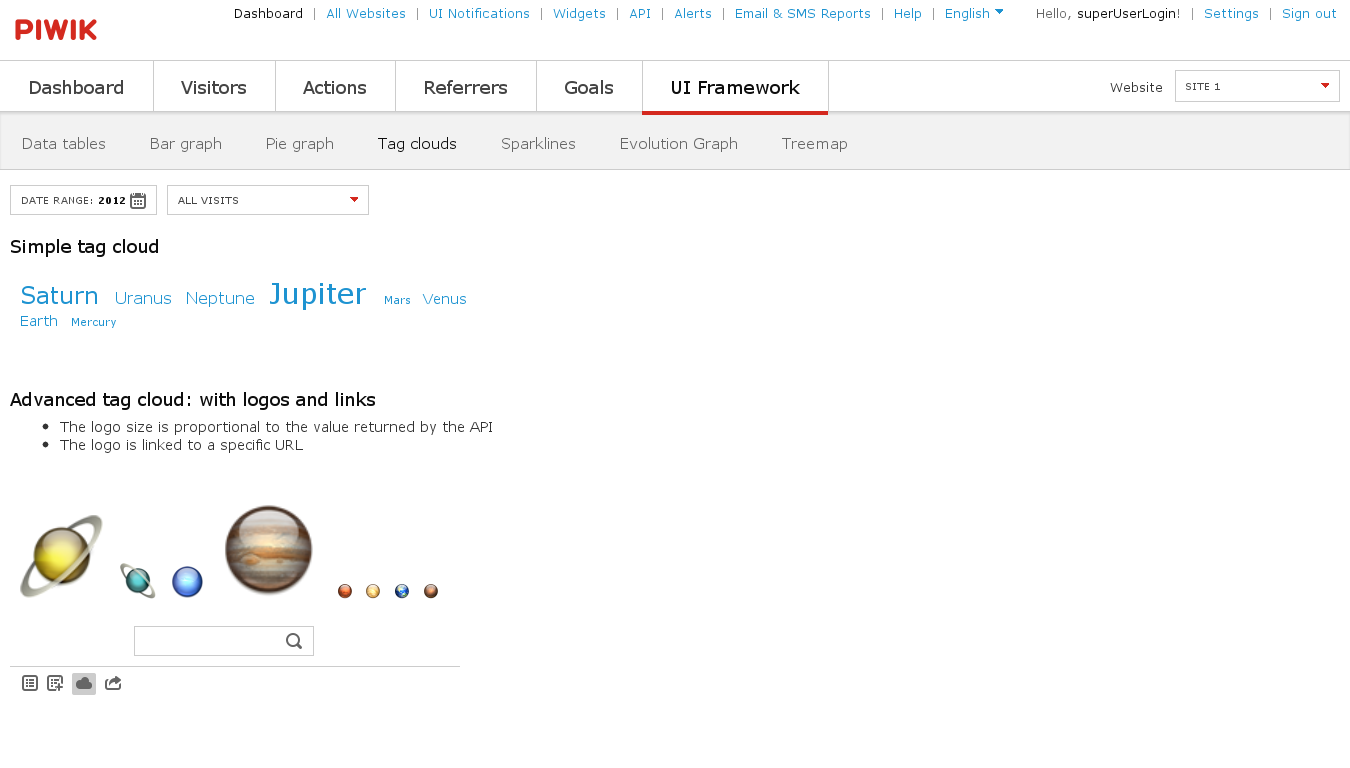 PIWIK
Dashboard | All Websites | UI Notifications | Widgets | API | Alerts | Email & SMS Reports | Help | English Hello, superUserLogin! | Settings | Sign out
Dashboard Visitors Actions Referrers Goals UI Framework Website SITE 1
Data tables Bar graph Pie graph Tag clouds Sparklines Evolution Graph Treemap
DATE RANGE: 2012 ALL VISITS
Simple tag cloud
Saturn Uranus Neptune Jupiter Mars Venus
Earth Mercury
Advanced tag cloud: with logos and links
• The logo size is proportional to the value returned by the API
• The logo is linked to a specific URL